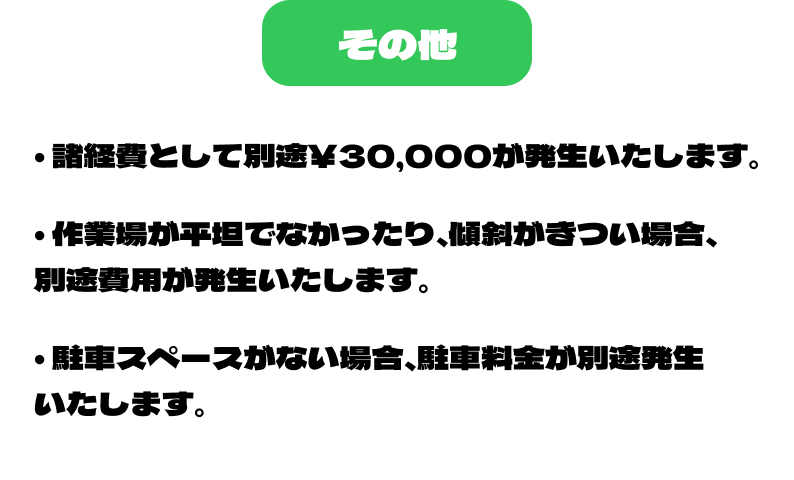 その他
• 諸経費として別途¥30,000が発生いたします。
• 作業場が平坦でなかったり、傾斜がきつい場合、
別途費用が発生いたします。
• 駐車スペースがない場合、駐車料金が別途発生
いたします。